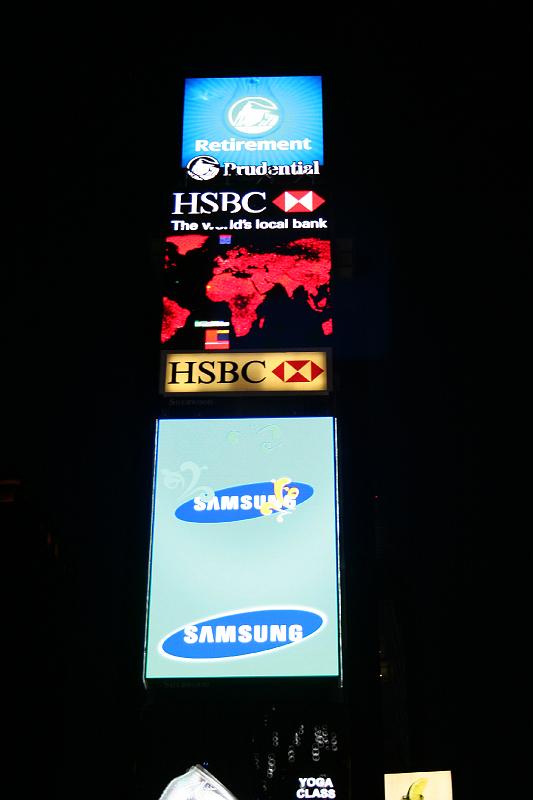 Retirement
Prudential
HSBC
The world's local bank
HSBC
SAMSUNG
SAMSUNG
YOGA
CLASS